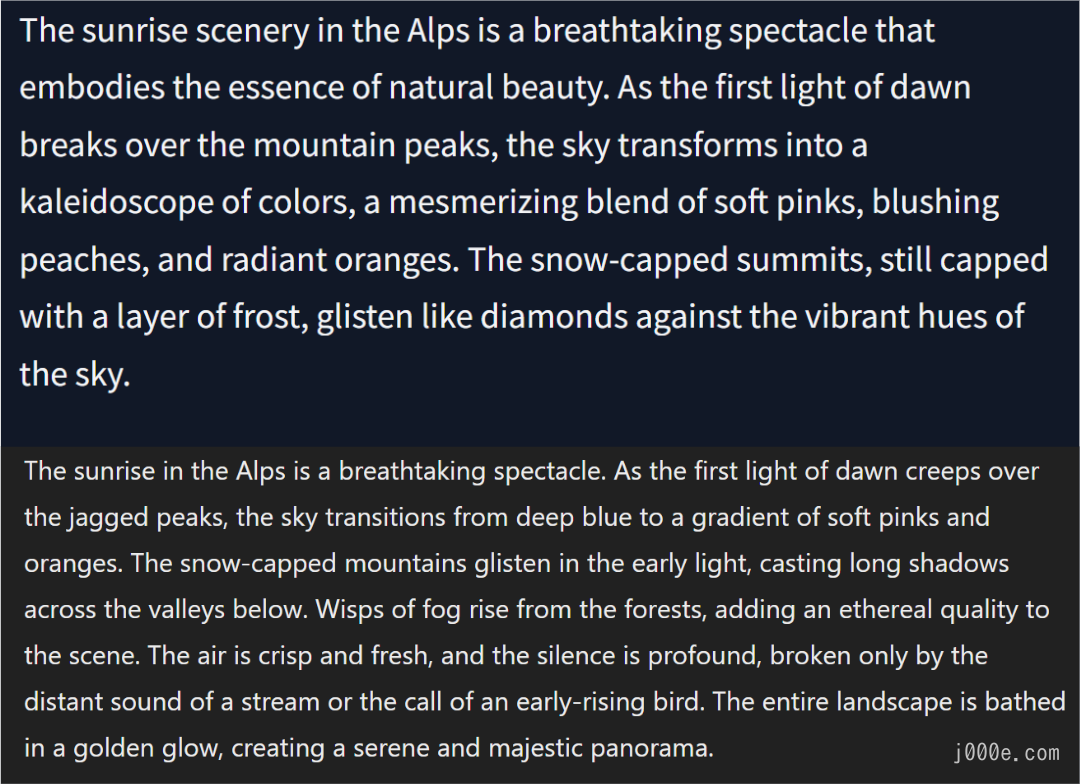 The sunrise scenery in the Alps is a breathtaking spectacle that
embodies the essence of natural beauty. As the first light of dawn
breaks over the mountain peaks, the sky transforms into a
kaleidoscope of colors, a mesmerizing blend of soft pinks, blushing
peaches, and radiant oranges. The snow-capped summits, still capped
with a layer of frost, glisten like diamonds against the vibrant hues of
the sky.
The sunrise in the Alps is a breathtaking spectacle. As the first light of dawn creeps over
the jagged peaks, the sky transitions from deep blue to a gradient of soft pinks and
oranges. The snow-capped mountains glisten in the early light, casting long shadows
across the valleys below. Wisps of fog rise from the forests, adding an ethereal quality to
the scene. The air is crisp and fresh, and the silence is profound, broken only by the
distant sound of a stream or the call of an early-rising bird. The entire landscape is bathed
in a golden glow, creating a serene and majestic panorama.
j000e.com